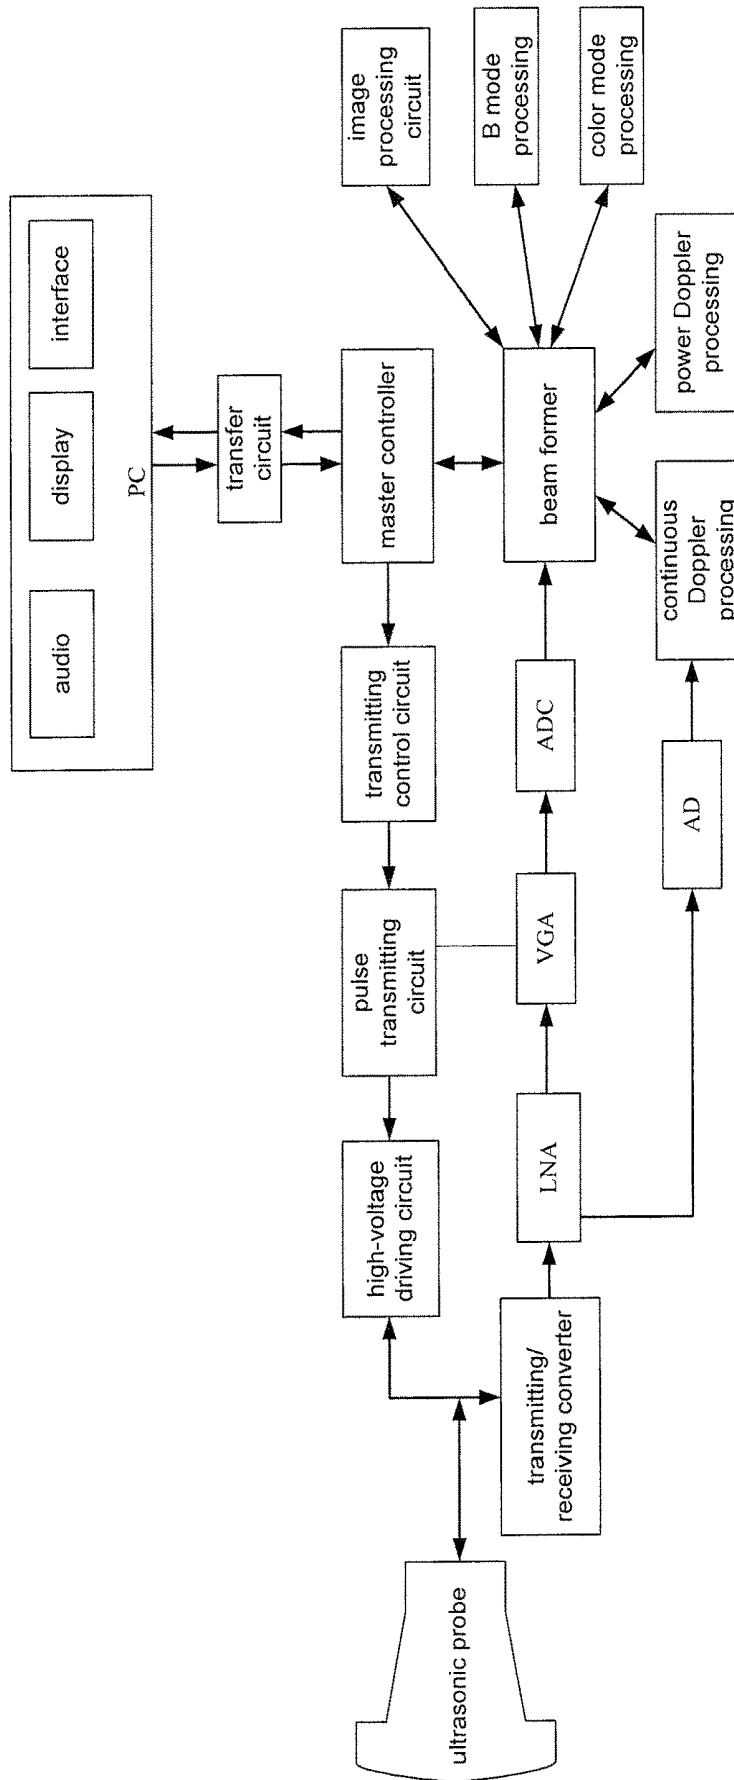 audio
display
interface
PC
transfer
circuit
ultrasonic probe
high-voltage
driving circuit
pulse
transmitting
circuit
transmitting
control circuit
master controller
image
processing
circuit
transmitting/
receiving converter
LNA
VGA
ADC
beam former
B mode
processing
color mode
processing
AD
continuous
Doppler
processing
power Doppler
processing